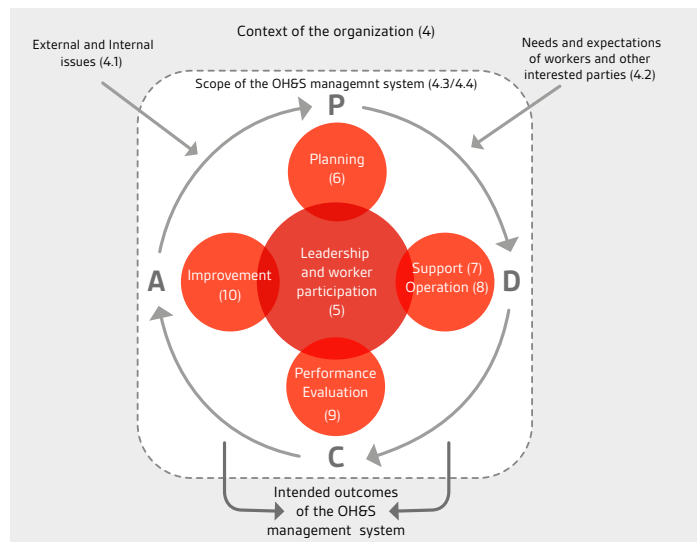 Context of the organization (4)
External and Internal
issues (4.1)
Needs and expectations
of workers and other
interested parties (4.2)
Scope of the OH&S managemnt system (4.3/4.4)
P
Planning
(6)
A
Improvement
(10)
Leadership
and worker
participation
(5)
Support (7)
Operation (8)
D
Performance
Evaluation
(9)
C
Intended outcomes
of the OH&S
management system